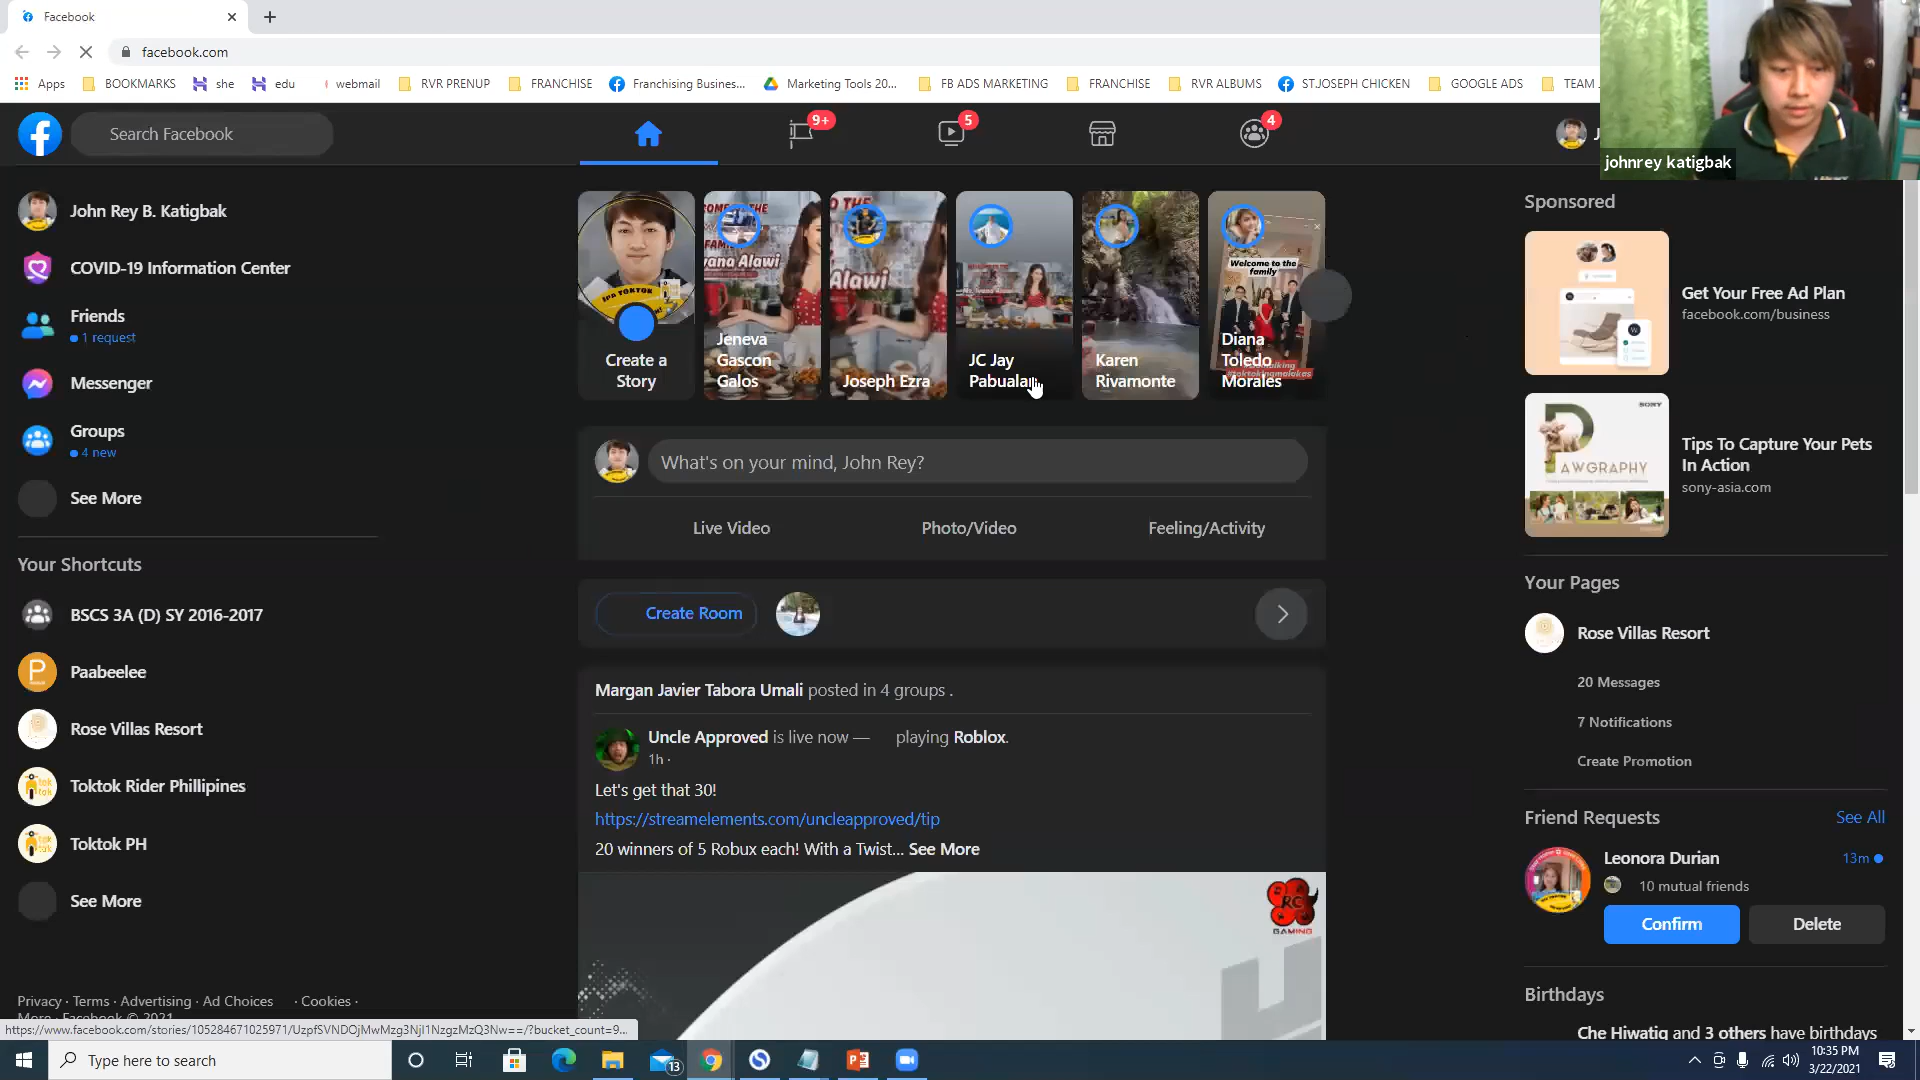 Facebook
facebook.com
Apps
BOOKMARKS
she
edu
webmail
RVR PRENUP
FRANCHISE
Franchising Busines...
Marketing Tools 20...
FB ADS MARKETING
FRANCHISE
RVR ALBUMS
ST.JOSEPH CHICKEN
GOOGLE ADS
TEAM
johnrey katigbak
Search Facebook
9+
5
4
John Rey B. Katigbak
COVID-19 Information Center
Friends
1 request
Messenger
Groups
4 new
See More
Your Shortcuts
BSCS 3A (D) SY 2016-2017
Paabeelee
Rose Villas Resort
Toktok Rider Phillipines
Toktok PH
See More
Privacy · Terms · Advertising · Ad Choices · Cookies ·
More · Facebook © 2021
https://www.facebook.com/stories/105284671025971/UzpfSVNDOjMwMzg3NjI1NzgzMzQ3Nw==/?bucket_count=9...
Create a
Story
Jeneva
Gascon
Galos
Joseph Ezra
JC Jay
Pabualan
Karen
Rivamonte
Welcome to the
family
Diana
Toledo
Morales
What's on your mind, John Rey?
Live Video
Photo/Video
Feeling/Activity
Create Room
Margan Javier Tabora Umali posted in 4 groups .
Uncle Approved is live now — playing Roblox.
1h ·
Let's get that 30!
https://streamelements.com/uncleapproved/tip
20 winners of 5 Robux each! With a Twist... See More
RC
GAMING
Sponsored
Get Your Free Ad Plan
facebook.com/business
SONY
PAWGRAPHY
Tips To Capture Your Pets
In Action
sony-asia.com
Your Pages
Rose Villas Resort
20 Messages
7 Notifications
Create Promotion
Friend Requests
See All
Leonora Durian
13m
10 mutual friends
Confirm
Delete
Birthdays
Che Hiwatig and 3 others have birthdays
Type here to search
13
10:35 PM
3/22/2021